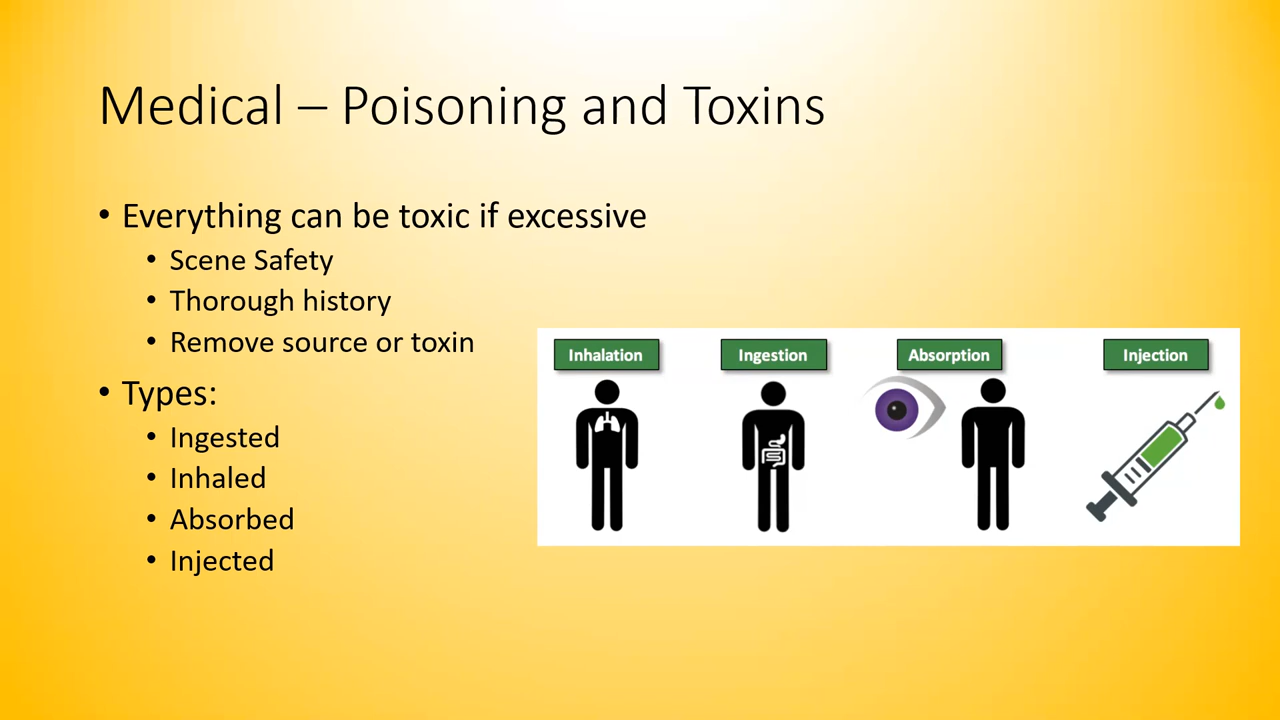 Medical – Poisoning and Toxins
• Everything can be toxic if excessive
• Scene Safety
• Thorough history
• Remove source or toxin
• Types:
• Ingested
• Inhaled
• Absorbed
• Injected
Inhalation
Ingestion
Absorption
Injection